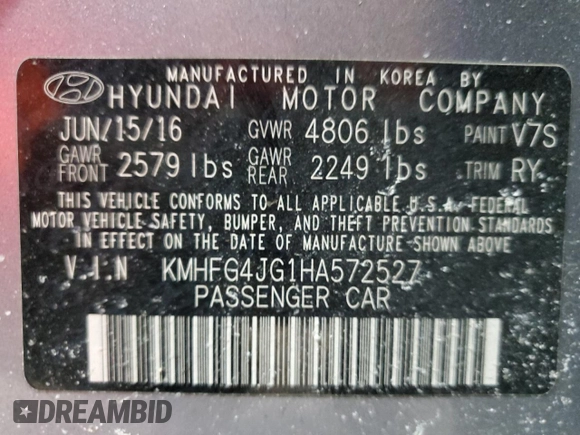 MANUFACTURED IN KOREA BY
HYUNDAI MOTOR COMPANY
JUN/15/16 GVWR 4806 lbs PAINT V7S
GAWR FRONT 2579 lbs GAWR REAR 2249 lbs TRIM RY
THIS VEHICLE CONFORMS TO ALL APPLICABLE U.S.A. FEDERAL
MOTOR VEHICLE SAFETY, BUMPER, AND THEFT PREVENTION STANDARDS
IN EFFECT ON THE DATE OF MANUFACTURE SHOWN ABOVE
V.I.N KMHFG4JG1HA572527
PASSENGER CAR
DREAMBID